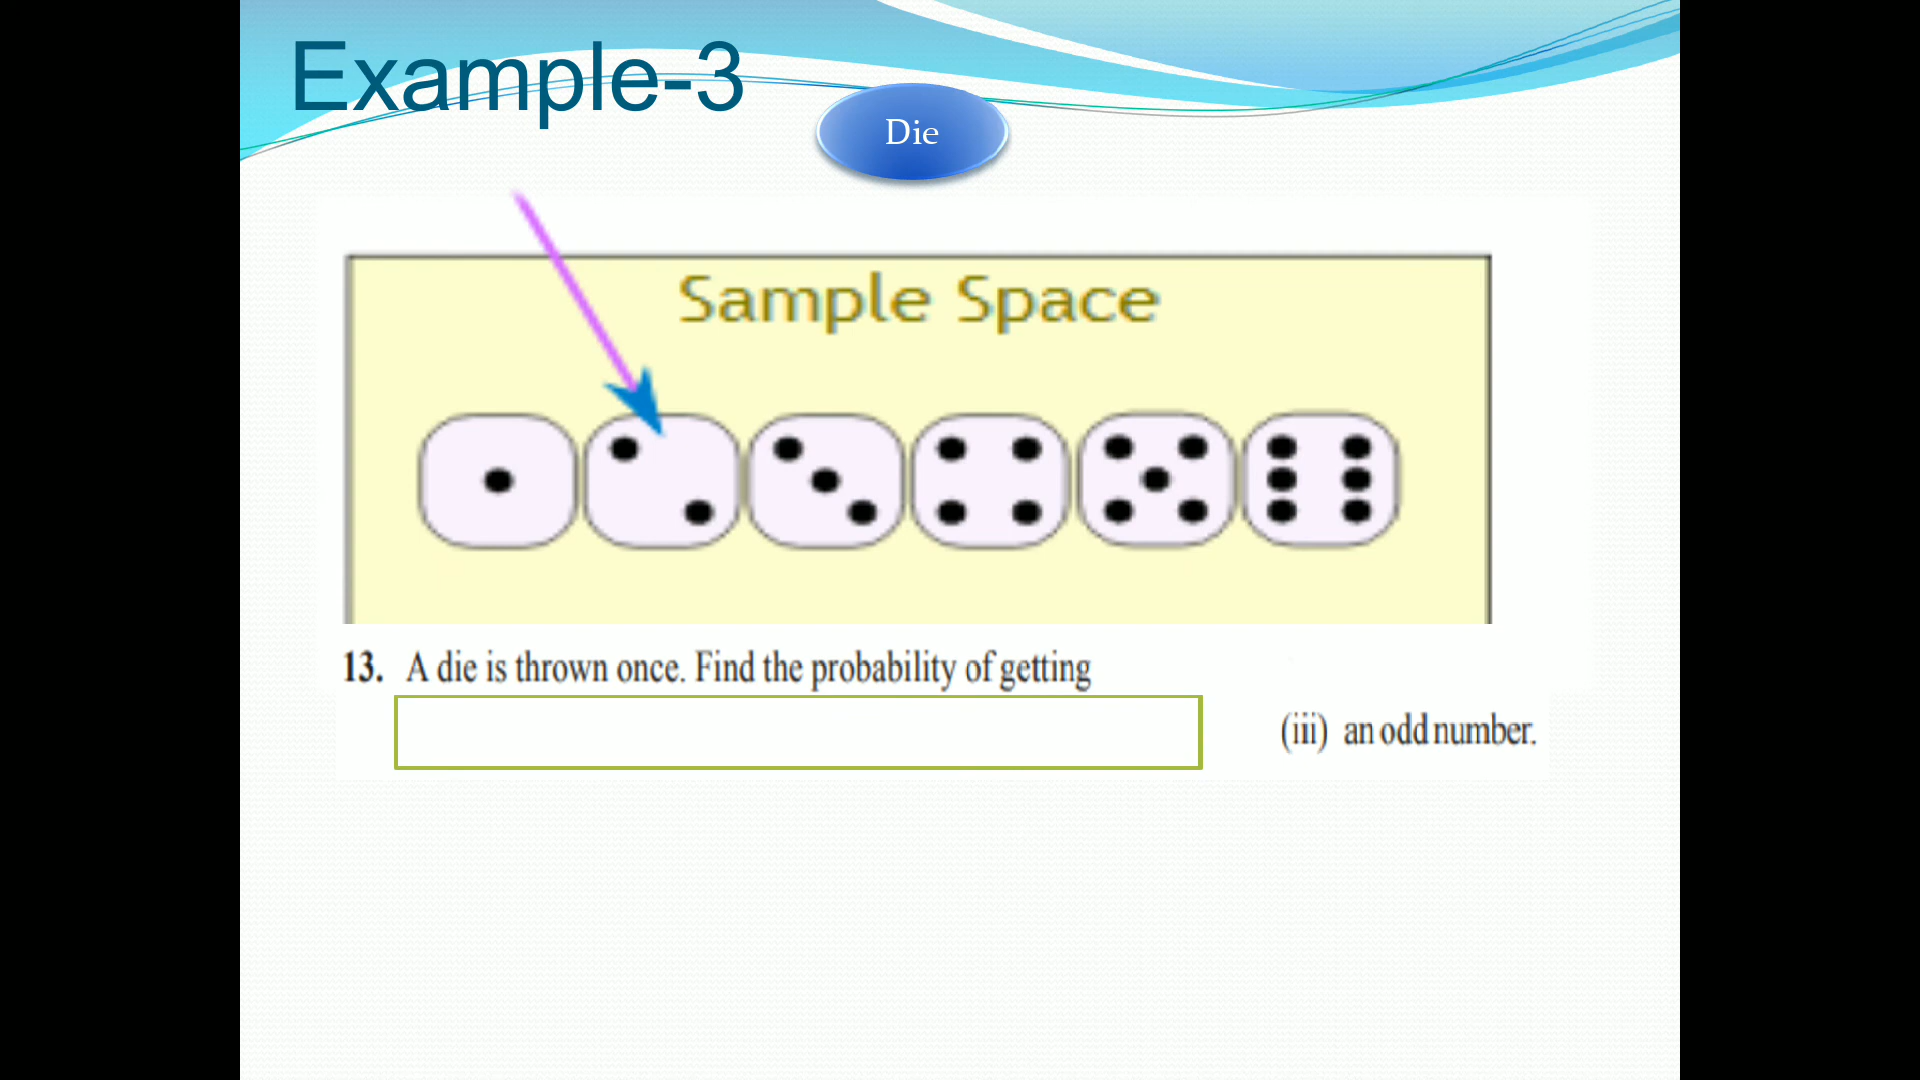 Example-3
Die
Sample Space
13. A die is thrown once. Find the probability of getting
(iii) an odd number.